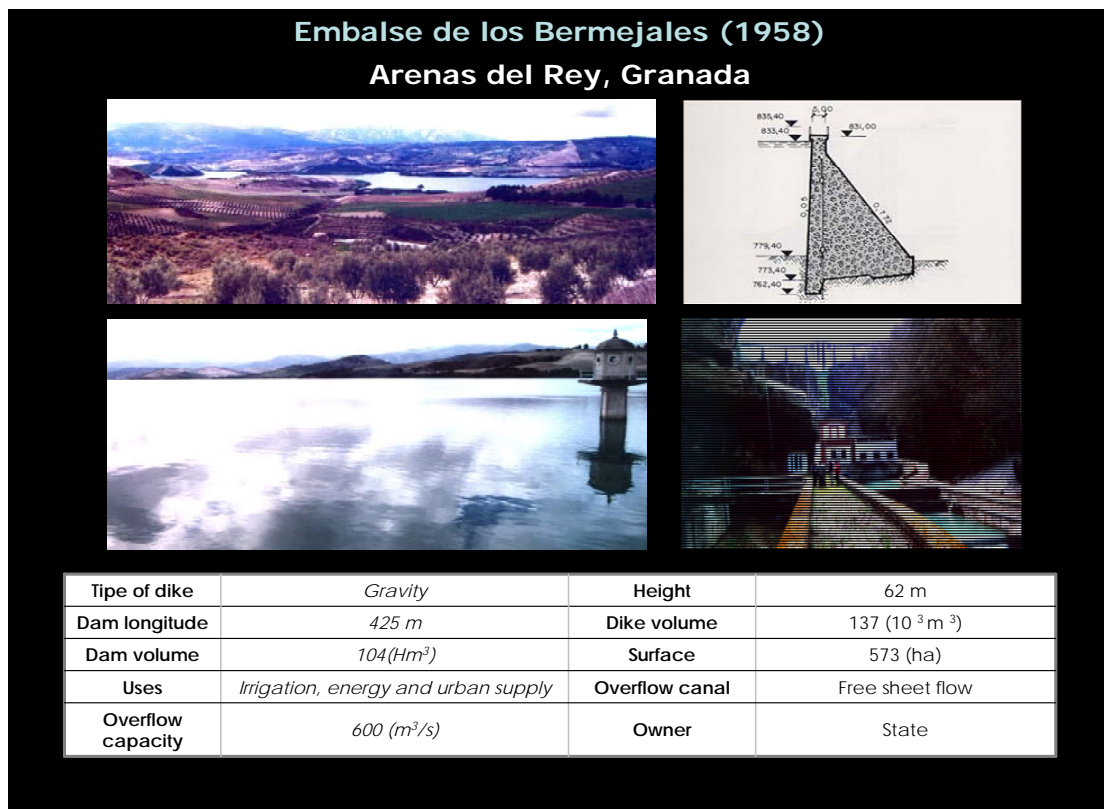 Embalse de los Bermejales (1958)
Arenas del Rey, Granada
5,00
835,40
833,40
831,00
0,05
0,772
779,40
773,40
762,40
Tipe of dike Gravity Height 62 m
Dam longitude 425 m Dike volume 137 (10 ³ m ³)
Dam volume 104(Hm³) Surface 573 (ha)
Uses Irrigation, energy and urban supply Overflow canal Free sheet flow
Overflow
capacity 600 (m³/s) Owner State